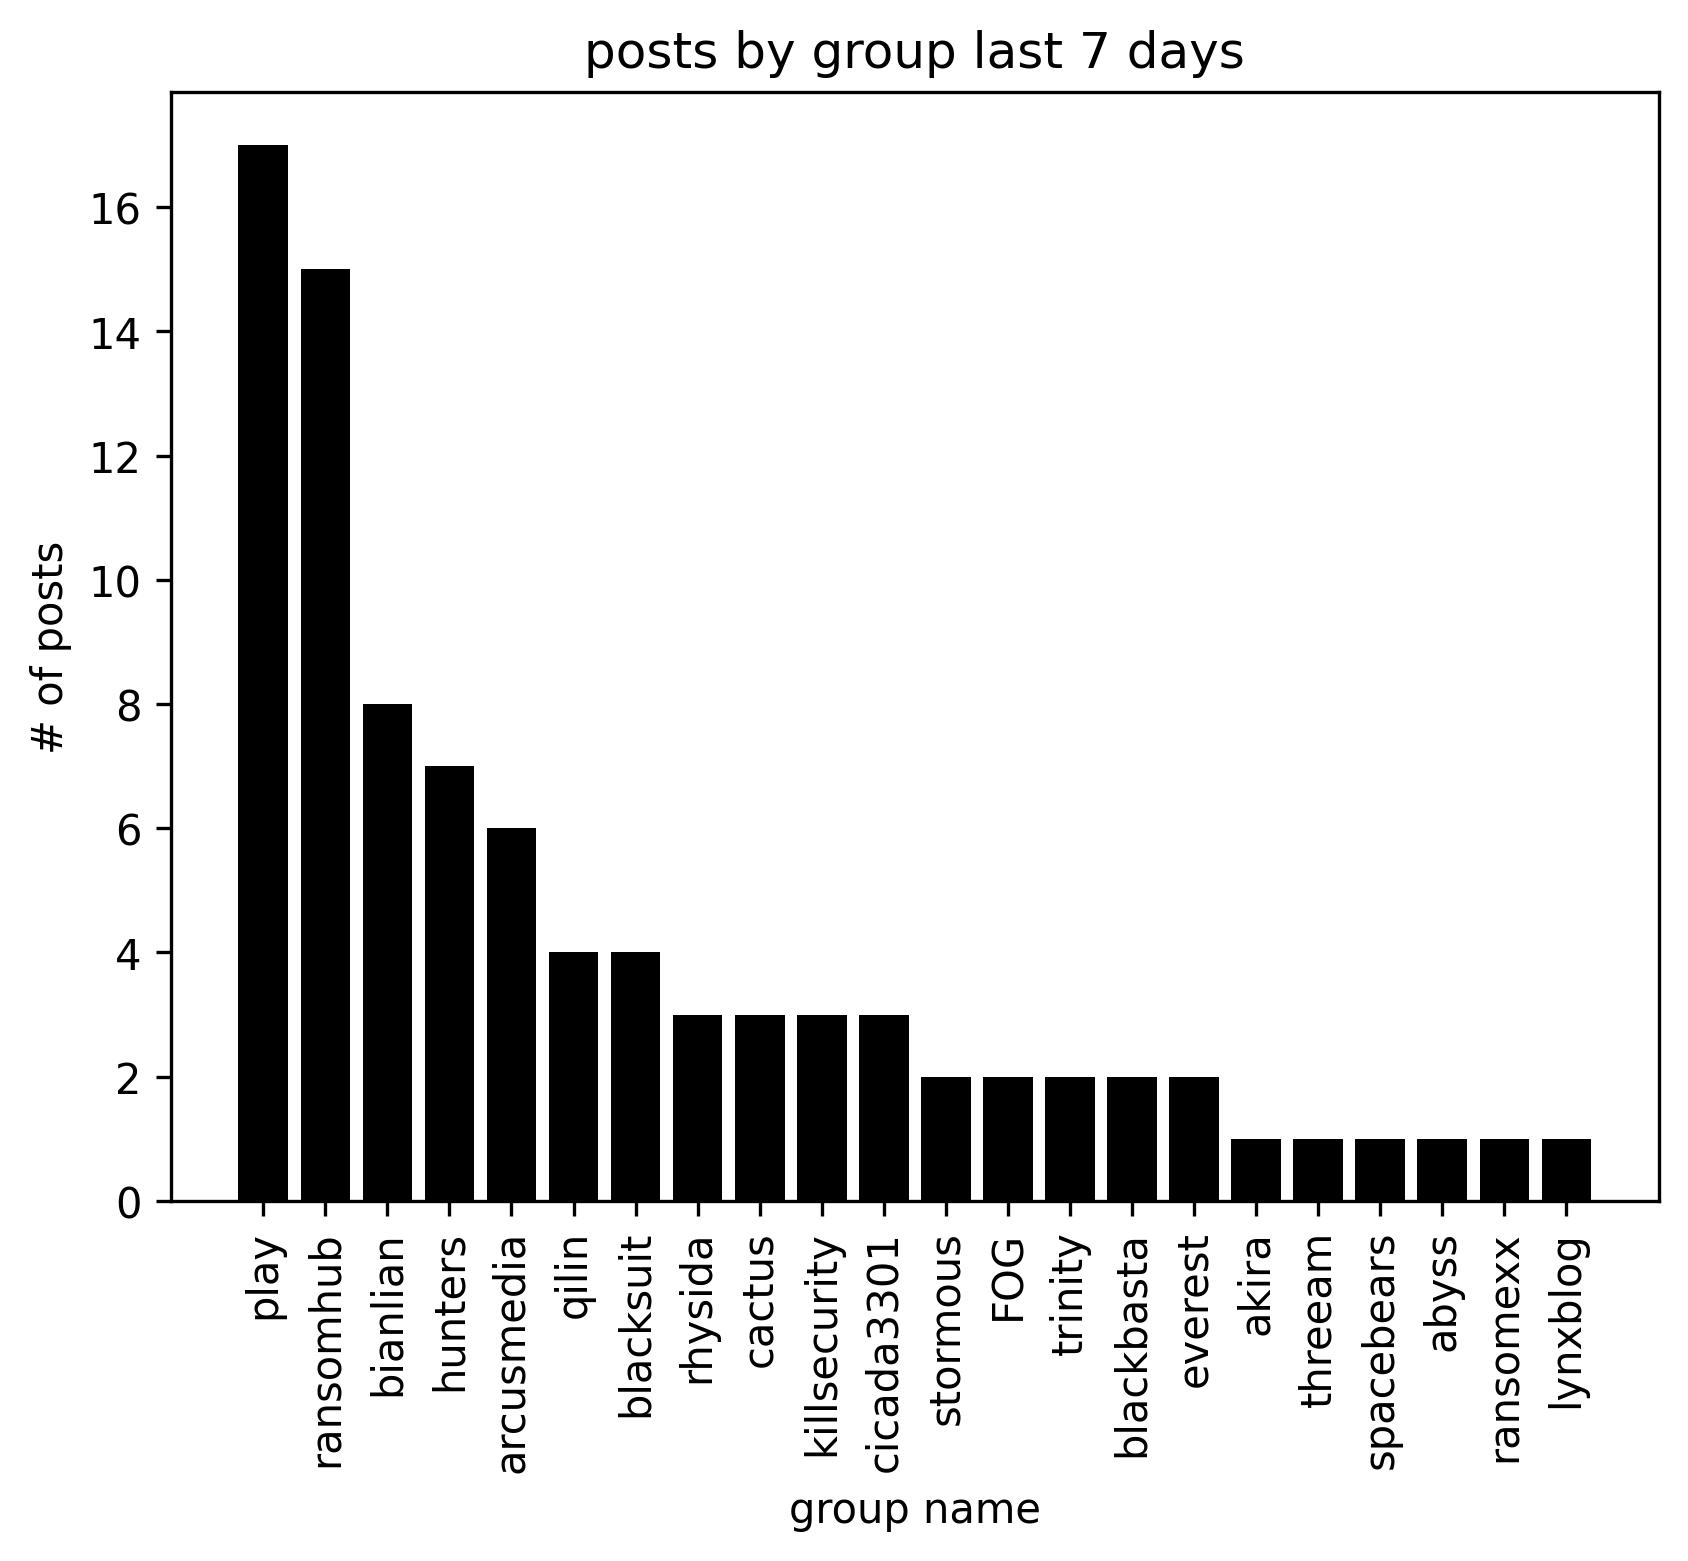 posts by group last 7 days
# of posts
16
14
12
10
8
6
4
2
0
play
ransomhub
bianlian
hunters
arcusmedia
qilin
blacksuit
rhysida
cactus
killsecurity
cicada3301
stormous
FOG
trinity
blackbasta
everest
akira
threeam
spacebears
abyss
ransomexx
lynxblog
group name